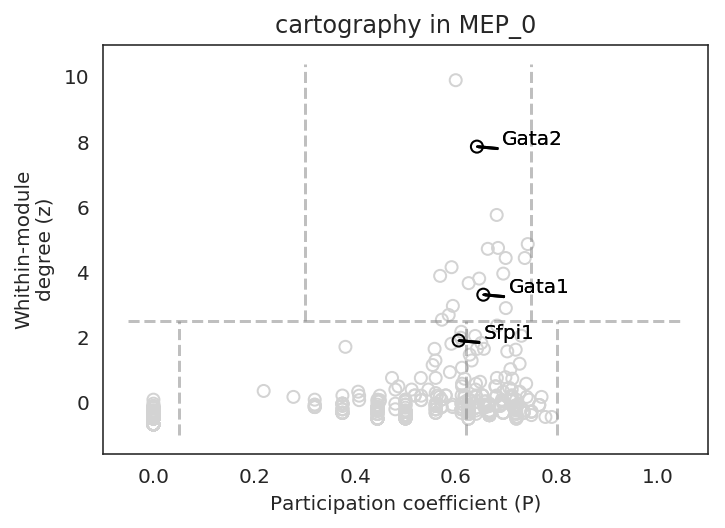 cartography in MEP_0
10
Gata2
8
6
Whithin-module
degree (z)
4
Gata1
2
Sfpi1
0
0.0 0.2 0.4 0.6 0.8 1.0
Participation coefficient (P)